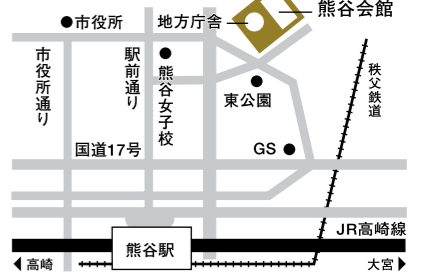 熊谷会館
市役所
地方庁舎
市役所通り
駅前通り
熊谷女子校
東公園
秩父鉄道
国道17号
GS
JR高崎線
熊谷駅
高崎
大宮